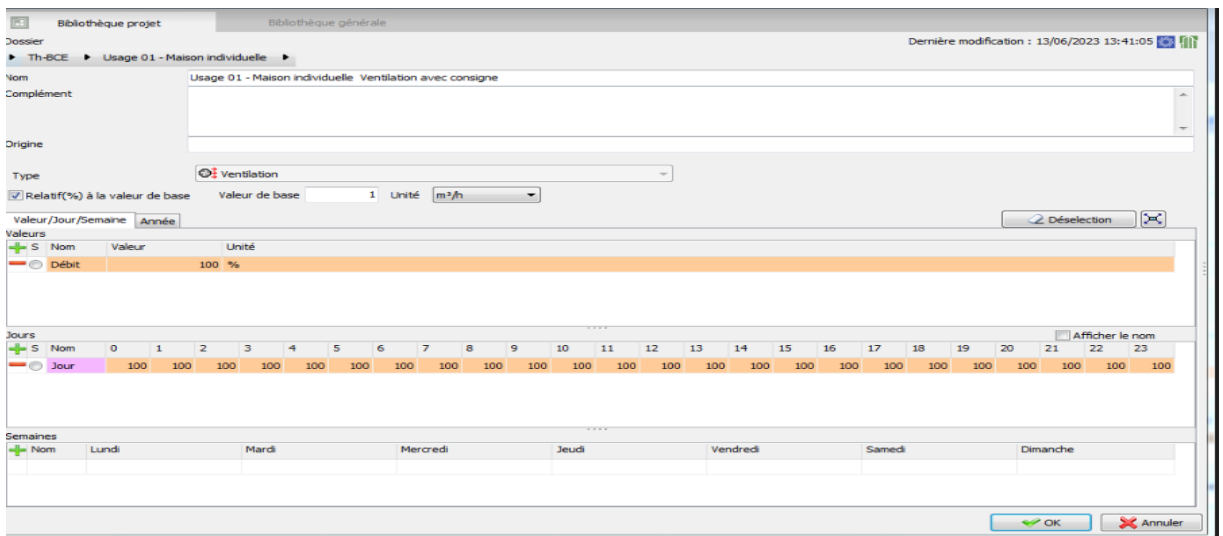 Bibliothèque projet Bibliothèque générale
Dossier Dernière modification : 13/06/2023 13:41:05
Th-BCE Usage 01 - Maison individuelle
Nom Usage 01 - Maison individuelle Ventilation avec consigne
Complément
Origine
Type Ventilation
Relatif(%) à la valeur de base Valeur de base 1 Unité m³/h
Valeur/Jour/Semaine Année Déselection
Valeurs
S Nom Valeur Unité
Débit 100 %
Jours Afficher le nom
S Nom 0 1 2 3 4 5 6 7 8 9 10 11 12 13 14 15 16 17 18 19 20 21 22 23
Jour 100 100 100 100 100 100 100 100 100 100 100 100 100 100 100 100 100 100 100 100 100 100 100 100
Semaines
Nom Lundi Mardi Mercredi Jeudi Vendredi Samedi Dimanche
OK Annuler